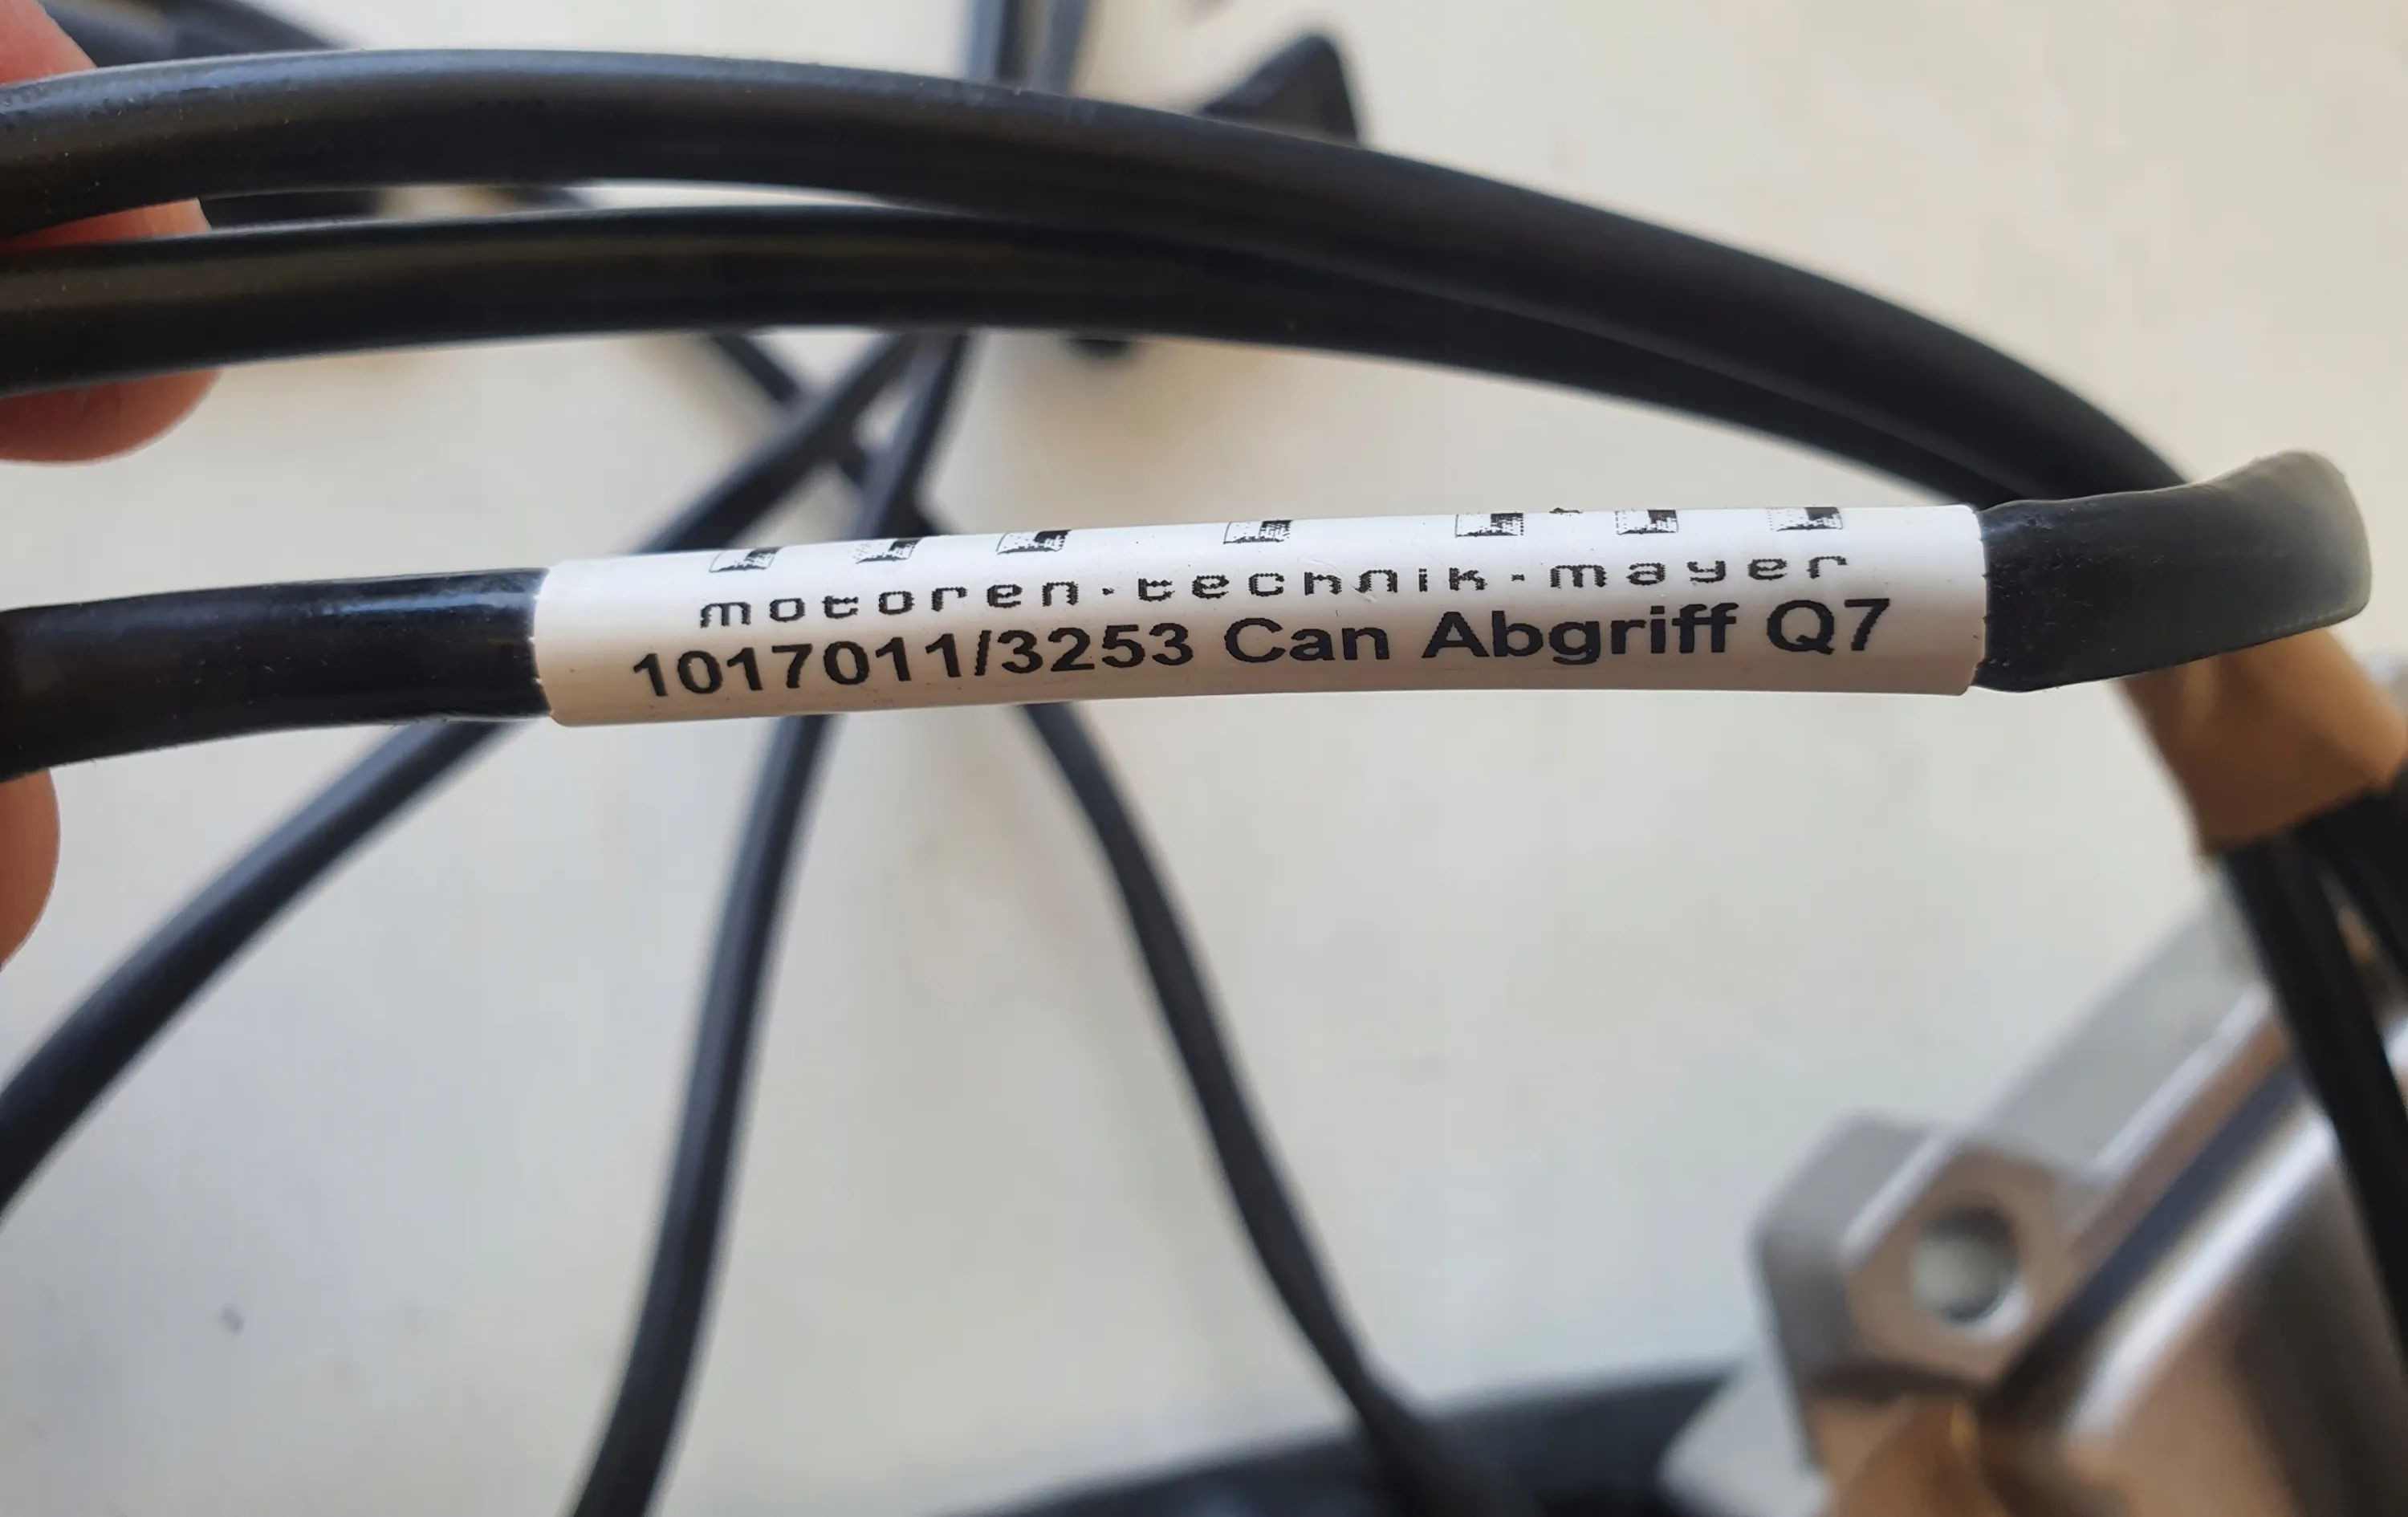 motoren·technik·mayer
1017011/3253 Can Abgriff Q7